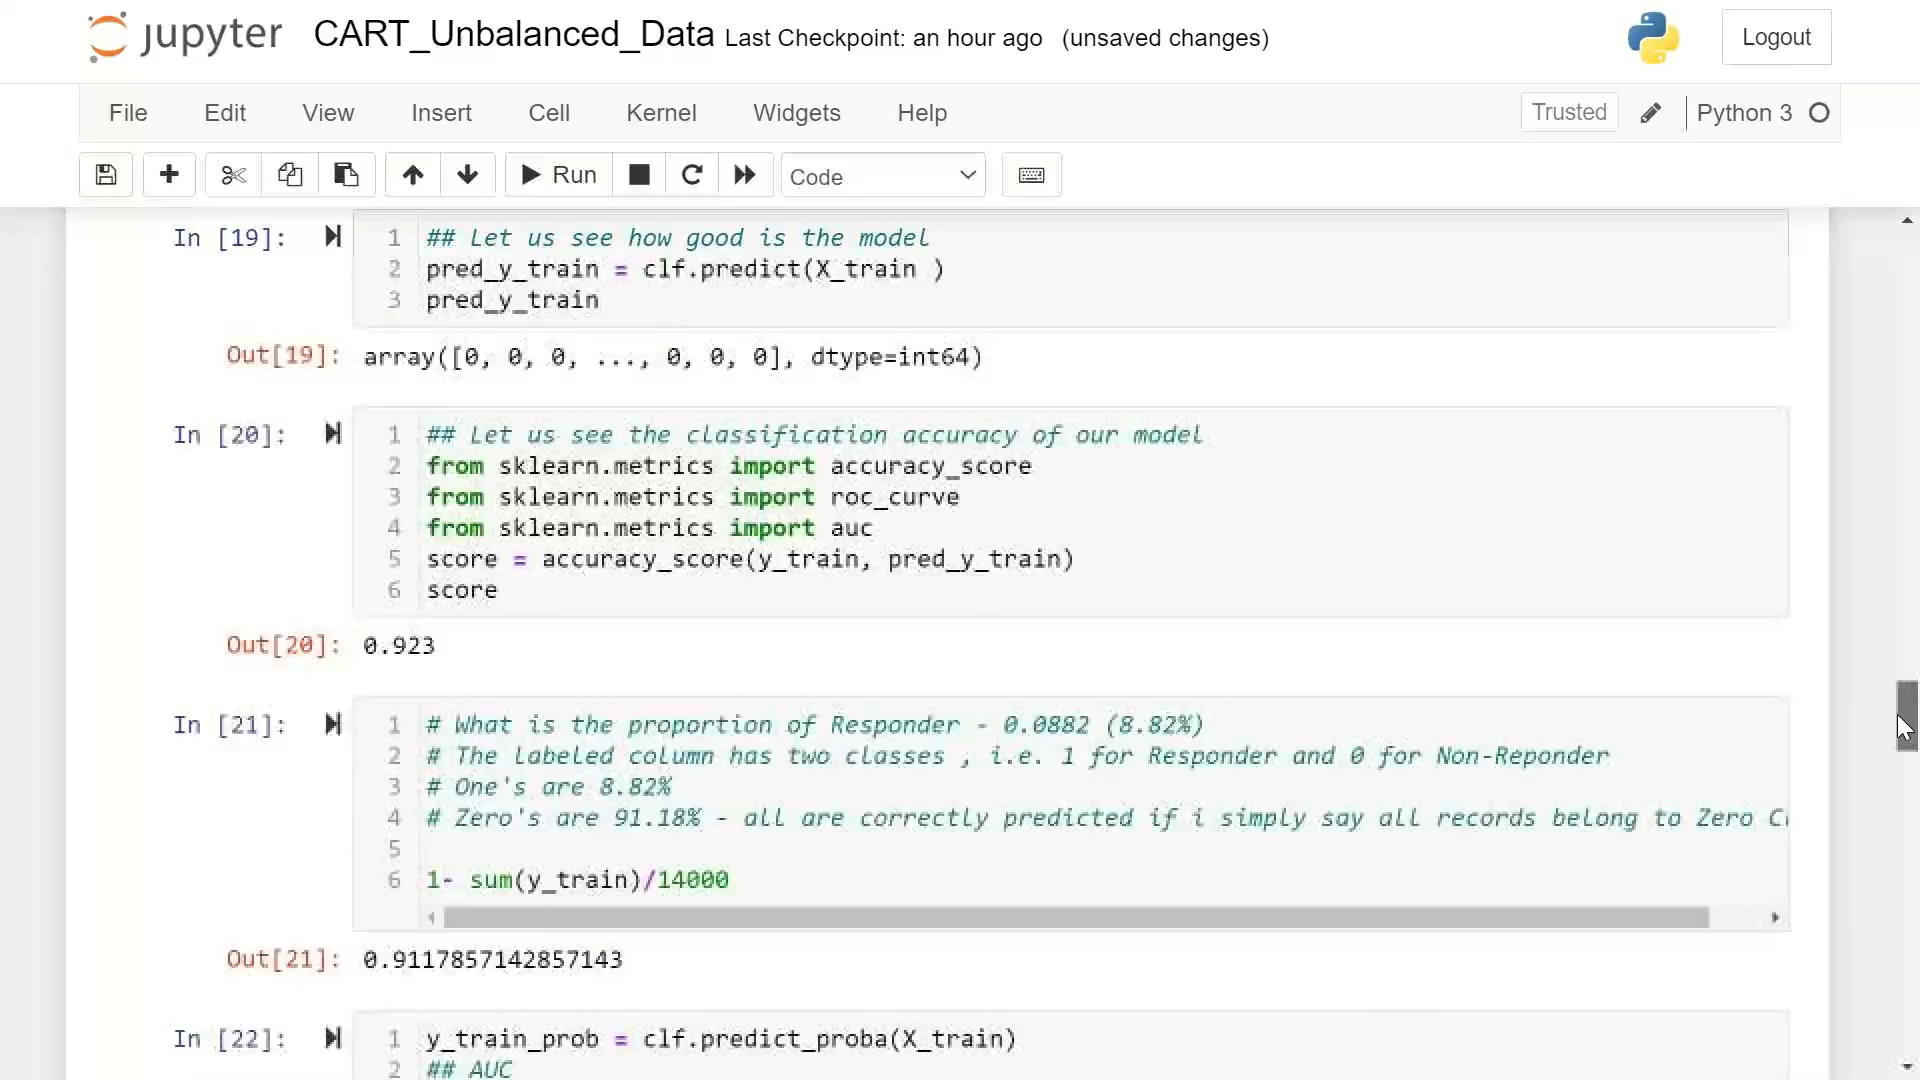 jupyter CART_Unbalanced_Data Last Checkpoint: an hour ago (unsaved changes) Logout
File Edit View Insert Cell Kernel Widgets Help Trusted Python 3
Run Code
In [19]: 1 ## Let us see how good is the model
2 pred_y_train = clf.predict(X_train )
3 pred_y_train
Out[19]: array([0, 0, 0, ..., 0, 0, 0], dtype=int64)
In [20]: 1 ## Let us see the classification accuracy of our model
2 from sklearn.metrics import accuracy_score
3 from sklearn.metrics import roc_curve
4 from sklearn.metrics import auc
5 score = accuracy_score(y_train, pred_y_train)
6 score
Out[20]: 0.923
In [21]: 1 # What is the proportion of Responder - 0.0882 (8.82%)
2 # The labeled column has two classes , i.e. 1 for Responder and 0 for Non-Reponder
3 # One's are 8.82%
4 # Zero's are 91.18% - all are correctly predicted if i simply say all records belong to Zero
5
6 1- sum(y_train)/14000
Out[21]: 0.9117857142857143
In [22]: 1 y_train_prob = clf.predict_proba(X_train)
2 ## AUC